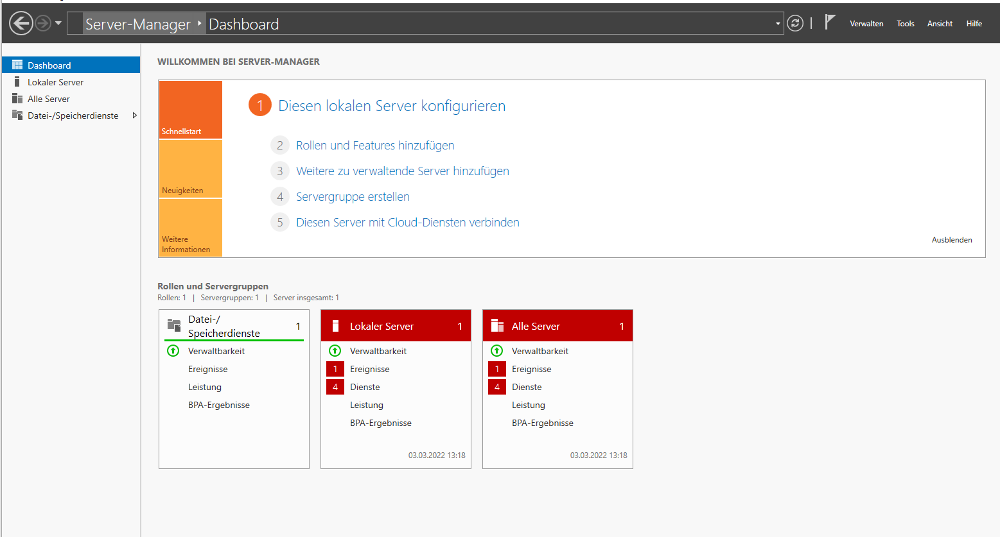 Server-Manager ‣ Dashboard
Verwalten Tools Ansicht Hilfe
Dashboard
Lokaler Server
Alle Server
Datei-/Speicherdienste
WILLKOMMEN BEI SERVER-MANAGER
Schnellstart
Neuigkeiten
Weitere
Informationen
1 Diesen lokalen Server konfigurieren
2 Rollen und Features hinzufügen
3 Weitere zu verwaltende Server hinzufügen
4 Servergruppe erstellen
5 Diesen Server mit Cloud-Diensten verbinden
Ausblenden
Rollen und Servergruppen
Rollen: 1 | Servergruppen: 1 | Server insgesamt: 1
Datei-/
Speicherdienste 1
Verwaltbarkeit
Ereignisse
Leistung
BPA-Ergebnisse
Lokaler Server 1
Verwaltbarkeit
1 Ereignisse
4 Dienste
Leistung
BPA-Ergebnisse
03.03.2022 13:18
Alle Server 1
Verwaltbarkeit
1 Ereignisse
4 Dienste
Leistung
BPA-Ergebnisse
03.03.2022 13:18